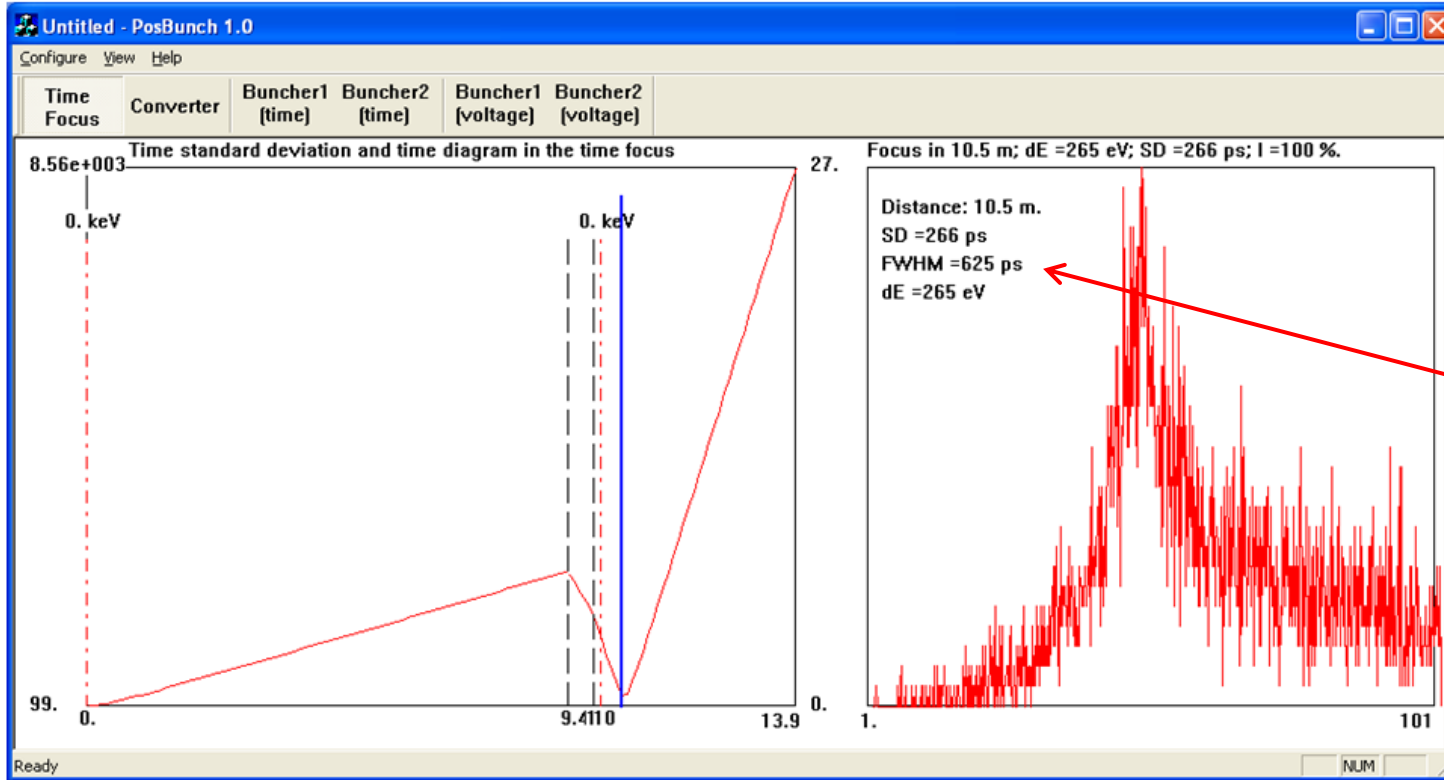 Untitled - PosBunch 1.0
Configure View Help
Time Focus
Converter
Buncher1 (time)
Buncher2 (time)
Buncher1 (voltage)
Buncher2 (voltage)
Time standard deviation and time diagram in the time focus
8.56e+003
0. keV
0. keV
99.
0.
9.4110
13.9
Focus in 10.5 m; dE =265 eV; SD =266 ps; I =100 %.
27.
Distance: 10.5 m.
SD =266 ps
FWHM =625 ps
dE =265 eV
0.
1.
101
Ready
NUM